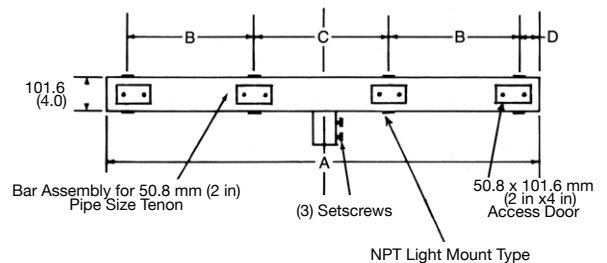 B C B D
101.6
(4.0)
A
Bar Assembly for 50.8 mm (2 in)
Pipe Size Tenon
(3) Setscrews
50.8 x 101.6 mm
(2 in x4 in)
Access Door
NPT Light Mount Type